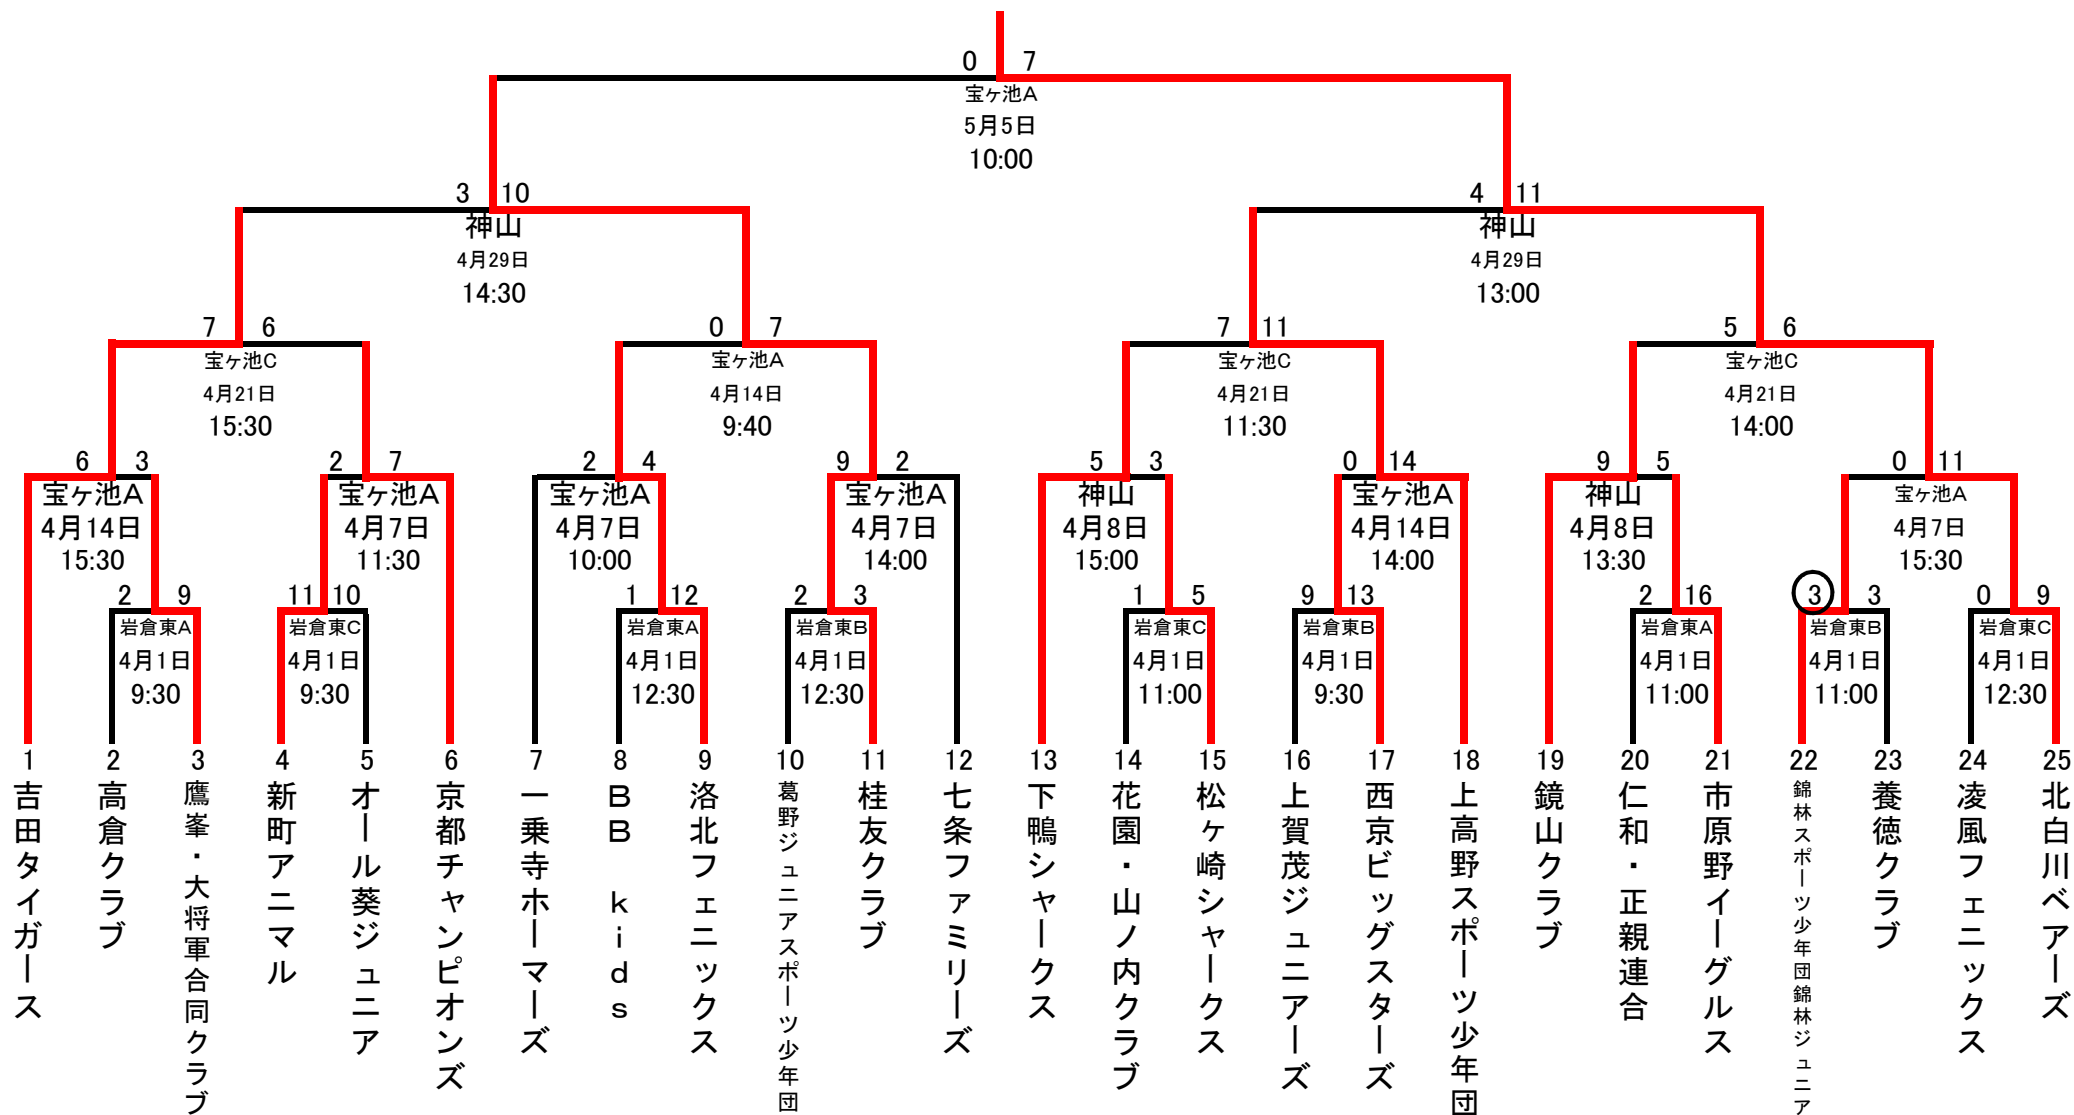 0 7
宝ヶ池A
5月5日
10:00
3 10
神山
4月29日
14:30
4 11
神山
4月29日
13:00
7 6
宝ヶ池C
4月21日
15:30
0 7
宝ヶ池A
4月14日
9:40
7 11
宝ヶ池C
4月21日
11:30
5 6
宝ヶ池C
4月21日
14:00
6 3
宝ヶ池A
4月14日
15:30
2 7
宝ヶ池A
4月7日
11:30
2 4
宝ヶ池A
4月7日
10:00
9 2
宝ヶ池A
4月7日
14:00
5 3
神山
4月8日
15:00
0 14
宝ヶ池A
4月14日
14:00
9 5
神山
4月8日
13:30
0 11
宝ヶ池A
4月7日
15:30
2 9
岩倉東A
4月1日
9:30
11 10
岩倉東C
4月1日
9:30
1 12
岩倉東A
4月1日
12:30
2 3
岩倉東B
4月1日
12:30
1 5
岩倉東C
4月1日
11:00
9 13
岩倉東B
4月1日
9:30
2 16
岩倉東A
4月1日
11:00
3 3
岩倉東B
4月1日
11:00
0 9
岩倉東C
4月1日
12:30
1
吉田タイガース
2
高倉クラブ
3
鷹峯・大将軍合同クラブ
4
新町アニマル
5
オール葵ジュニア
6
京都チャンピオンズ
7
一乗寺ホーマーズ
8
BB kids
9
洛北フェニックス
10
葛野ジュニアスポーツ少年団
11
桂友クラブ
12
七条ファミリーズ
13
下鴨シャークス
14
花園・山ノ内クラブ
15
松ヶ崎シャークス
16
上賀茂ジュニアーズ
17
西京ビッグスターズ
18
上高野スポーツ少年団
19
鏡山クラブ
20
仁和・正親連合
21
市原野イーグルス
22
錦林スポーツ少年団錦林ジュニア
23
養徳クラブ
24
凌風フェニックス
25
北白川ベアーズ